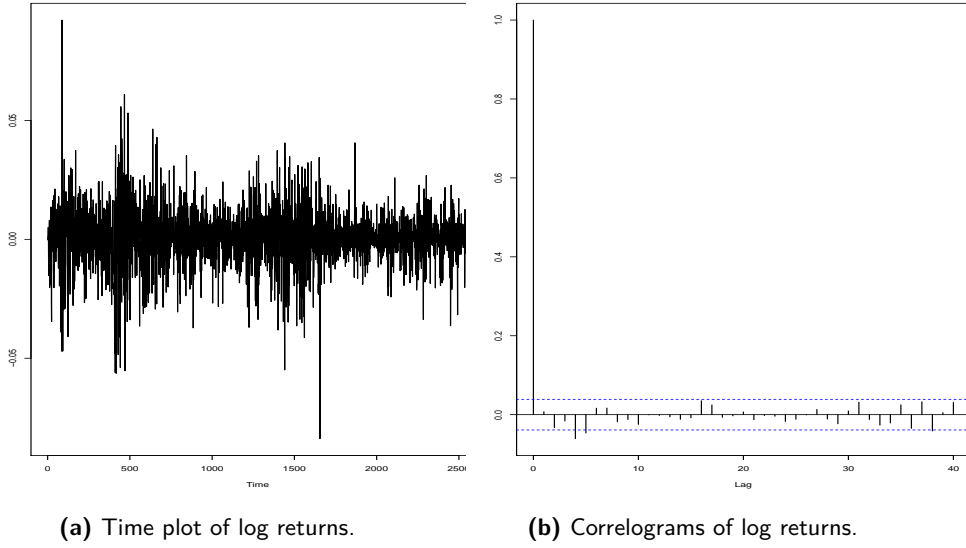 0.05
0.00
−0.05
0 500 1000 1500 2000 2500
Time
1.0
0.8
0.6
0.4
0.2
0.0
0 10 20 30 40
Lag
(a) Time plot of log returns.
(b) Correlograms of log returns.